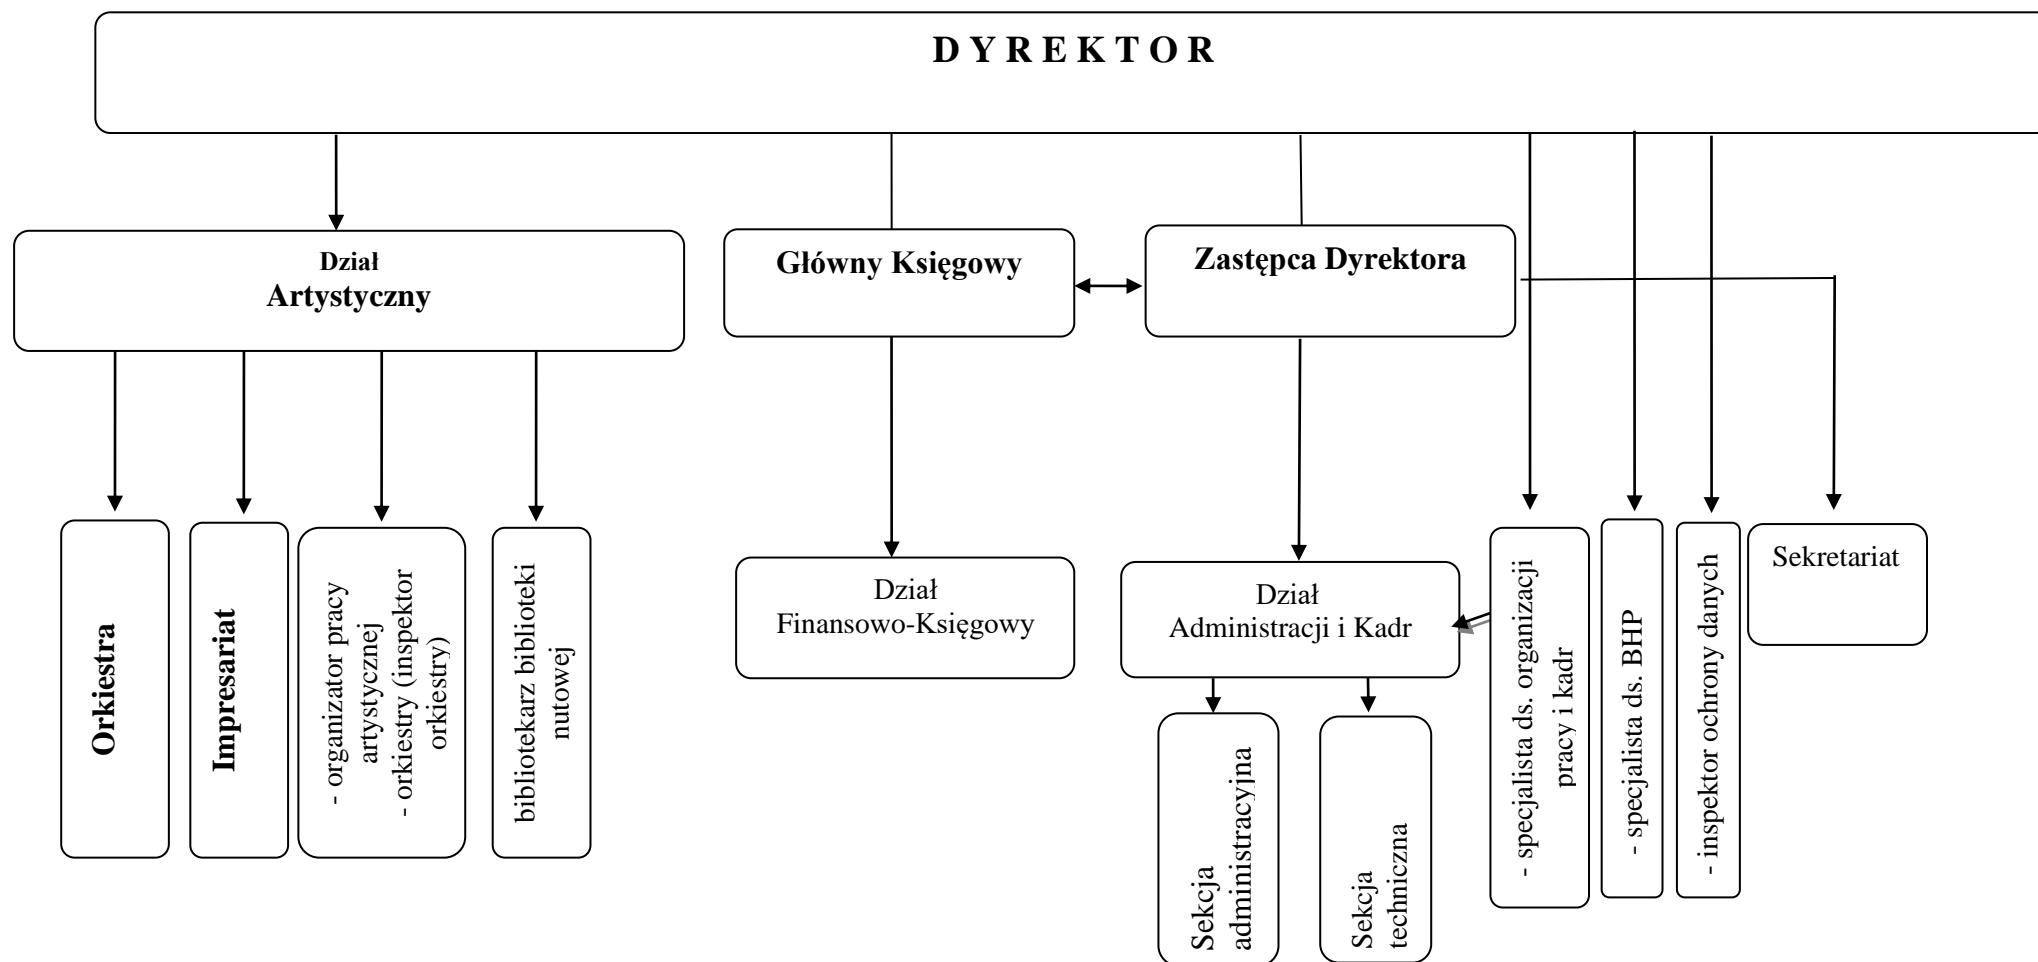 D Y R E K T O R
Dział
Artystyczny
Główny Księgowy
Zastępca Dyrektora
Orkiestra
Impresariat
- organizator pracy
artystycznej
- orkiestry (inspektor
orkiestry)
bibliotekarz biblioteki
nutowej
Dział
Finansowo-Księgowy
Dział
Administracji i Kadr
Sekcja
administracyjna
Sekcja
techniczna
- specjalista ds. organizacji
pracy i kadr
- specjalista ds. BHP
- inspektor ochrony danych
Sekretariat